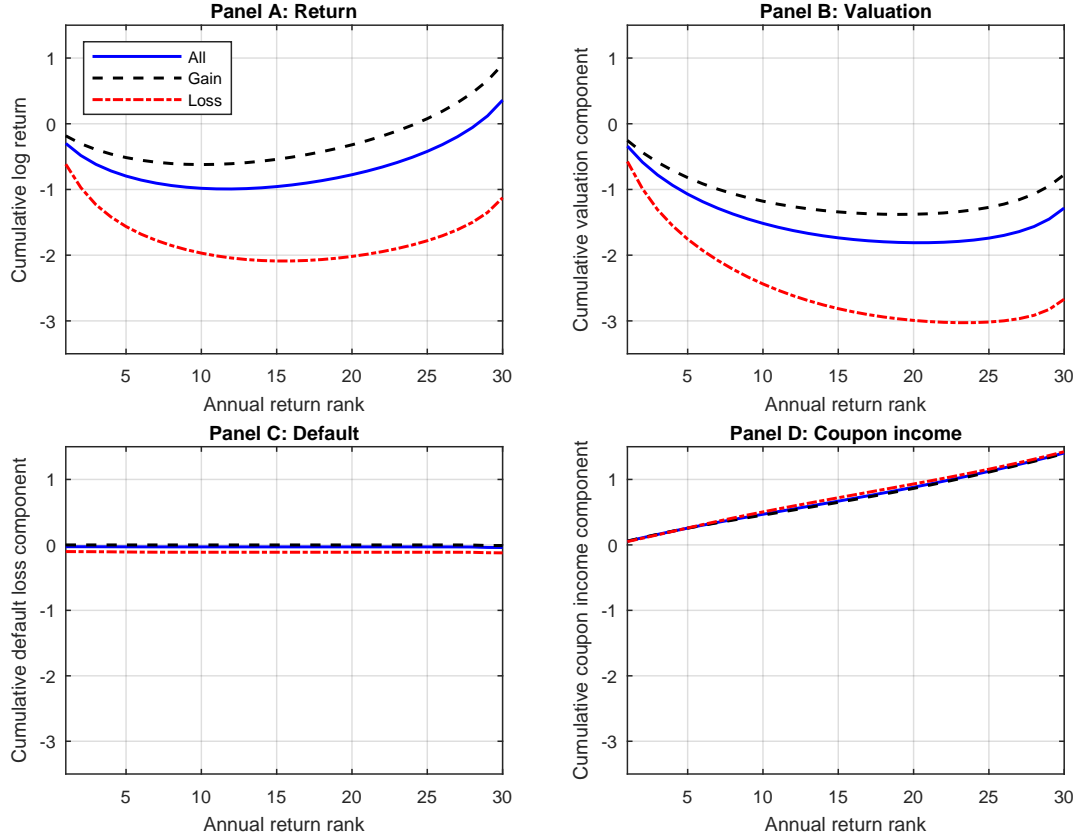 Panel A: Return
Cumulative log return
1
0
-1
-2
-3
All
Gain
Loss
5 10 15 20 25 30
Annual return rank
Panel B: Valuation
Cumulative valuation component
1
0
-1
-2
-3
5 10 15 20 25 30
Annual return rank
Panel C: Default
Cumulative default loss component
1
0
-1
-2
-3
5 10 15 20 25 30
Annual return rank
Panel D: Coupon income
Cumulative coupon income component
1
0
-1
-2
-3
5 10 15 20 25 30
Annual return rank